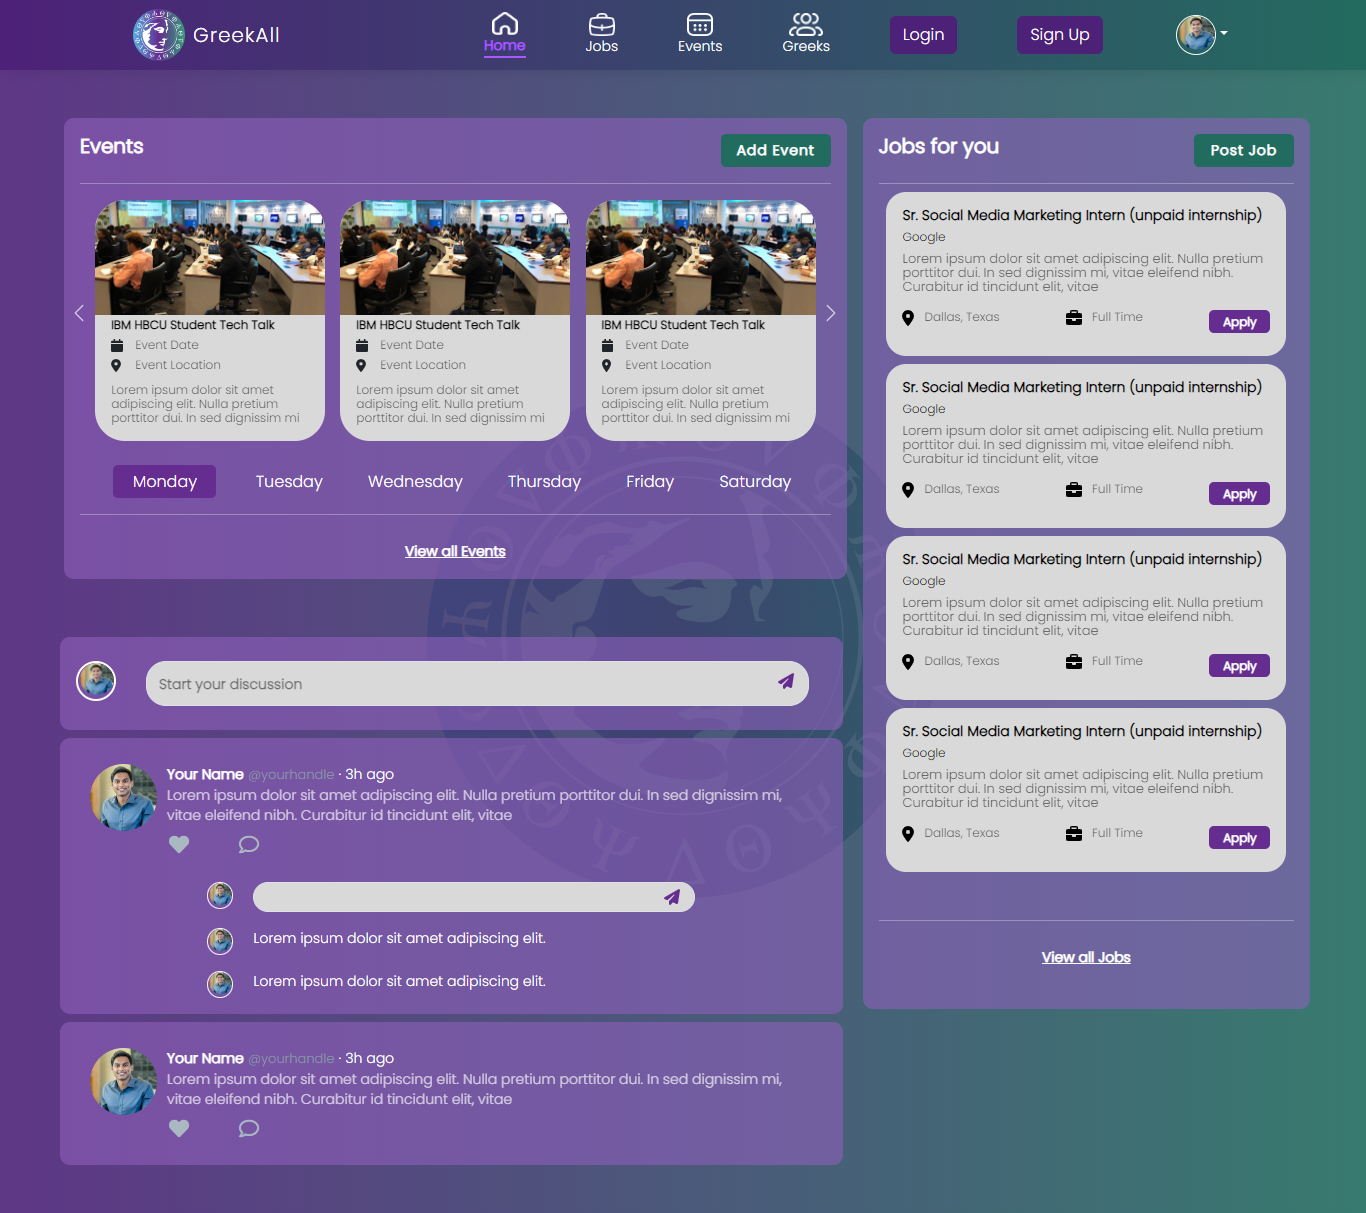 GreekAll
Home
Jobs
Events
Greeks
Login
Sign Up
Events
Add Event
IBM HBCU Student Tech Talk
Event Date
Event Location
Lorem ipsum dolor sit amet
adipiscing elit. Nulla pretium
porttitor dui. In sed dignissim mi
IBM HBCU Student Tech Talk
Event Date
Event Location
Lorem ipsum dolor sit amet
adipiscing elit. Nulla pretium
porttitor dui. In sed dignissim mi
IBM HBCU Student Tech Talk
Event Date
Event Location
Lorem ipsum dolor sit amet
adipiscing elit. Nulla pretium
porttitor dui. In sed dignissim mi
Monday
Tuesday
Wednesday
Thursday
Friday
Saturday
View all Events
Start your discussion
Your Name @yourhandle · 3h ago
Lorem ipsum dolor sit amet adipiscing elit. Nulla pretium porttitor dui. In sed dignissim mi,
vitae eleifend nibh. Curabitur id tincidunt elit, vitae
Lorem ipsum dolor sit amet adipiscing elit.
Lorem ipsum dolor sit amet adipiscing elit.
Your Name @yourhandle · 3h ago
Lorem ipsum dolor sit amet adipiscing elit. Nulla pretium porttitor dui. In sed dignissim mi,
vitae eleifend nibh. Curabitur id tincidunt elit, vitae
Jobs for you
Post Job
Sr. Social Media Marketing Intern (unpaid internship)
Google
Lorem ipsum dolor sit amet adipiscing elit. Nulla pretium
porttitor dui. In sed dignissim mi, vitae eleifend nibh.
Curabitur id tincidunt elit, vitae
Dallas, Texas
Full Time
Apply
Sr. Social Media Marketing Intern (unpaid internship)
Google
Lorem ipsum dolor sit amet adipiscing elit. Nulla pretium
porttitor dui. In sed dignissim mi, vitae eleifend nibh.
Curabitur id tincidunt elit, vitae
Dallas, Texas
Full Time
Apply
Sr. Social Media Marketing Intern (unpaid internship)
Google
Lorem ipsum dolor sit amet adipiscing elit. Nulla pretium
porttitor dui. In sed dignissim mi, vitae eleifend nibh.
Curabitur id tincidunt elit, vitae
Dallas, Texas
Full Time
Apply
Sr. Social Media Marketing Intern (unpaid internship)
Google
Lorem ipsum dolor sit amet adipiscing elit. Nulla pretium
porttitor dui. In sed dignissim mi, vitae eleifend nibh.
Curabitur id tincidunt elit, vitae
Dallas, Texas
Full Time
Apply
View all Jobs